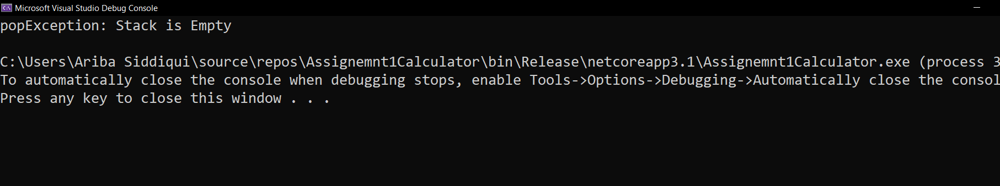 Microsoft Visual Studio Debug Console
popException: Stack is Empty
C:\Users\Ariba Siddiqui\source\repos\Assignemnt1Calculator\bin\Release\netcoreapp3.1\Assignemnt1Calculator.exe (process 3
To automatically close the console when debugging stops, enable Tools->Options->Debugging->Automatically close the consol
Press any key to close this window . . .